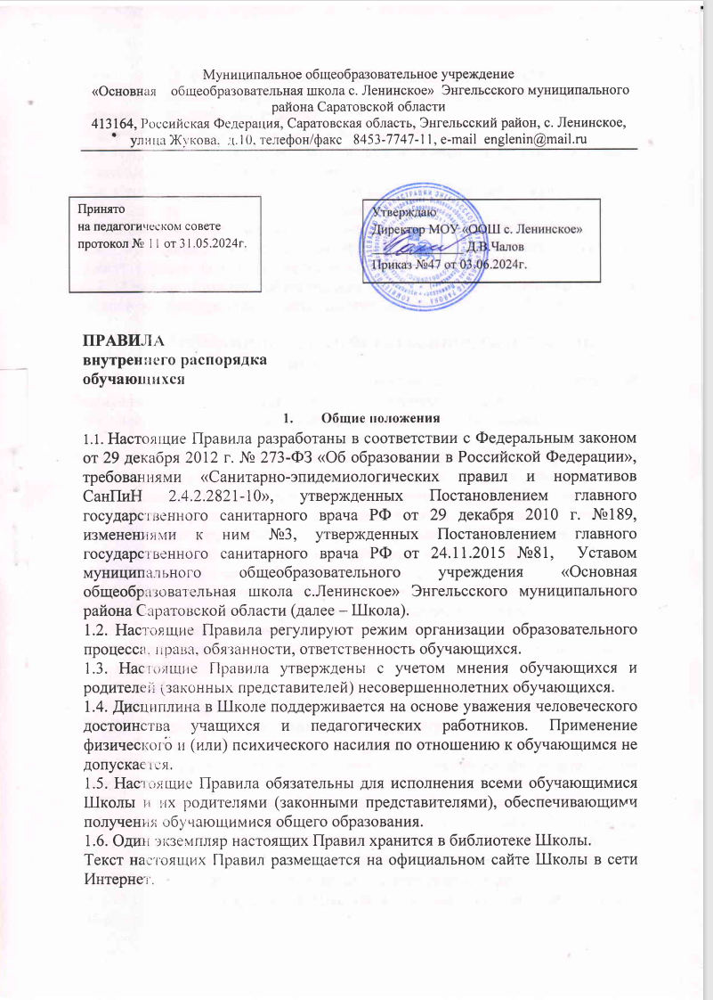 Муниципальное общеобразовательное учреждение
«Основная общеобразовательная школа с. Ленинское» Энгельсского муниципального
района Саратовской области
413164, Российская Федерация, Саратовская область, Энгельсский район, с. Ленинское,
улица Жукова, д.10, телефон/факс 8453-7747-11, e-mail englenin@mail.ru
Принято
на педагогическом совете
протокол № 11 от 31.05.2024г.
Утверждаю
Директор МОУ «ООШ с. Ленинское»
Д.В.Чалов
Приказ №47 от 03.06.2024г.
ПРАВИЛА
внутреннего распорядка
обучающихся
1. Общие положения
1.1. Настоящие Правила разработаны в соответствии с Федеральным законом
от 29 декабря 2012 г. № 273-ФЗ «Об образовании в Российской Федерации»,
требованиями «Санитарно-эпидемиологических правил и нормативов
СанПиН 2.4.2.2821-10», утвержденных Постановлением главного
государственного санитарного врача РФ от 29 декабря 2010 г. №189,
изменениями к ним №3, утвержденных Постановлением главного
государственного санитарного врача РФ от 24.11.2015 №81, Уставом
муниципального общеобразовательного учреждения «Основная
общеобразовательная школа с.Ленинское» Энгельсского муниципального
района Саратовской области (далее – Школа).
1.2. Настоящие Правила регулируют режим организации образовательного
процесса, права, обязанности, ответственность обучающихся.
1.3. Настоящие Правила утверждены с учетом мнения обучающихся и
родителей (законных представителей) несовершеннолетних обучающихся.
1.4. Дисциплина в Школе поддерживается на основе уважения человеческого
достоинства учащихся и педагогических работников. Применение
физического и (или) психического насилия по отношению к обучающимся не
допускается.
1.5. Настоящие Правила обязательны для исполнения всеми обучающимися
Школы и их родителями (законными представителями), обеспечивающими
получения обучающимися общего образования.
1.6. Один экземпляр настоящих Правил хранится в библиотеке Школы.
Текст настоящих Правил размещается на официальном сайте Школы в сети
Интернет.